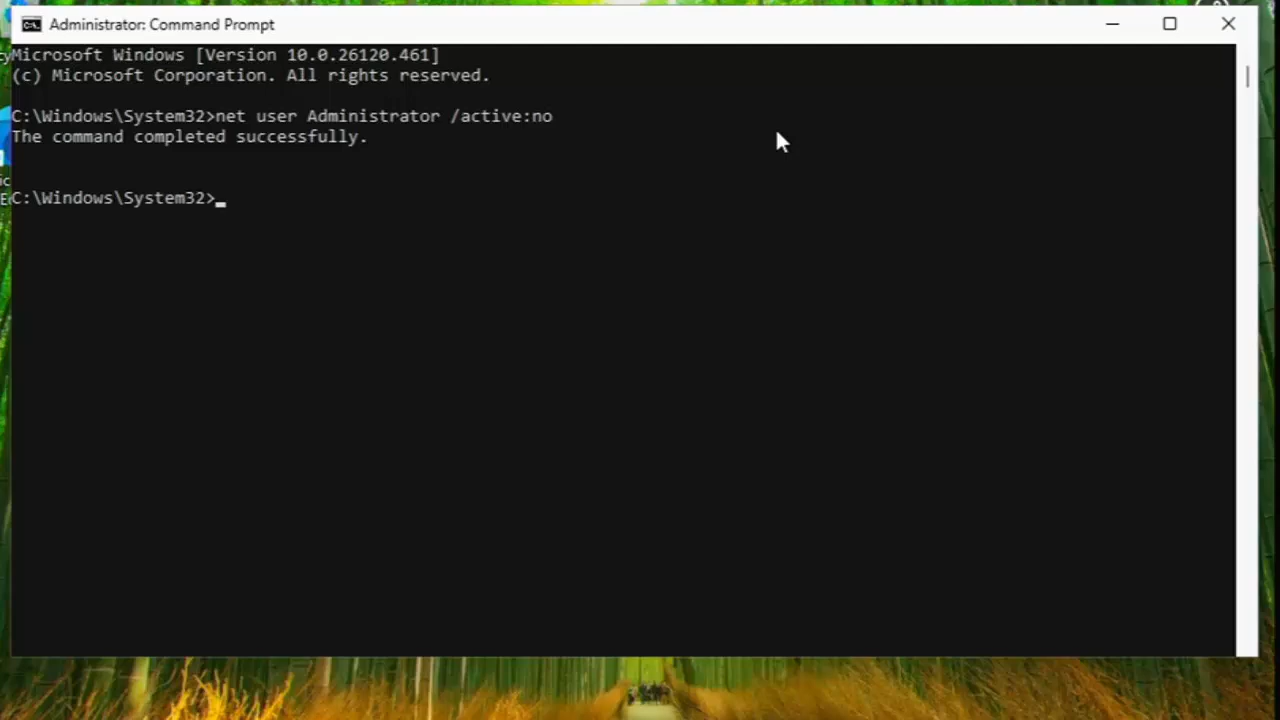 Administrator: Command Prompt
Microsoft Windows [Version 10.0.26120.461]
(c) Microsoft Corporation. All rights reserved.
C:\Windows\System32>net user Administrator /active:no
The command completed successfully.
C:\Windows\System32>